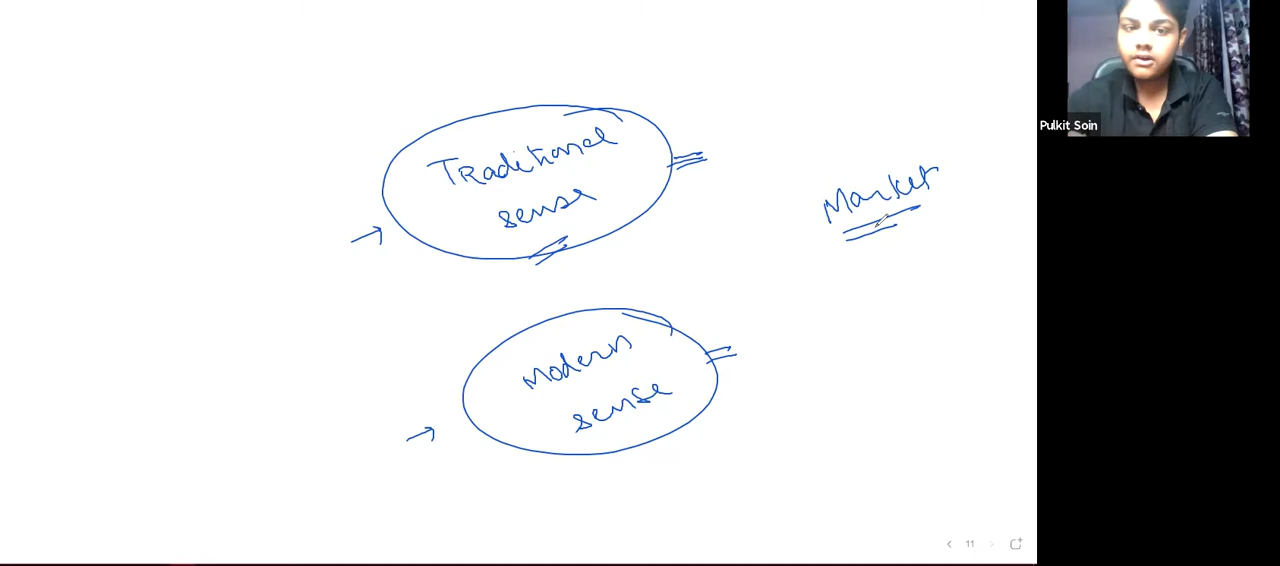 Traditional
sense
Market
Modern
sense
Pulkit Soin
11